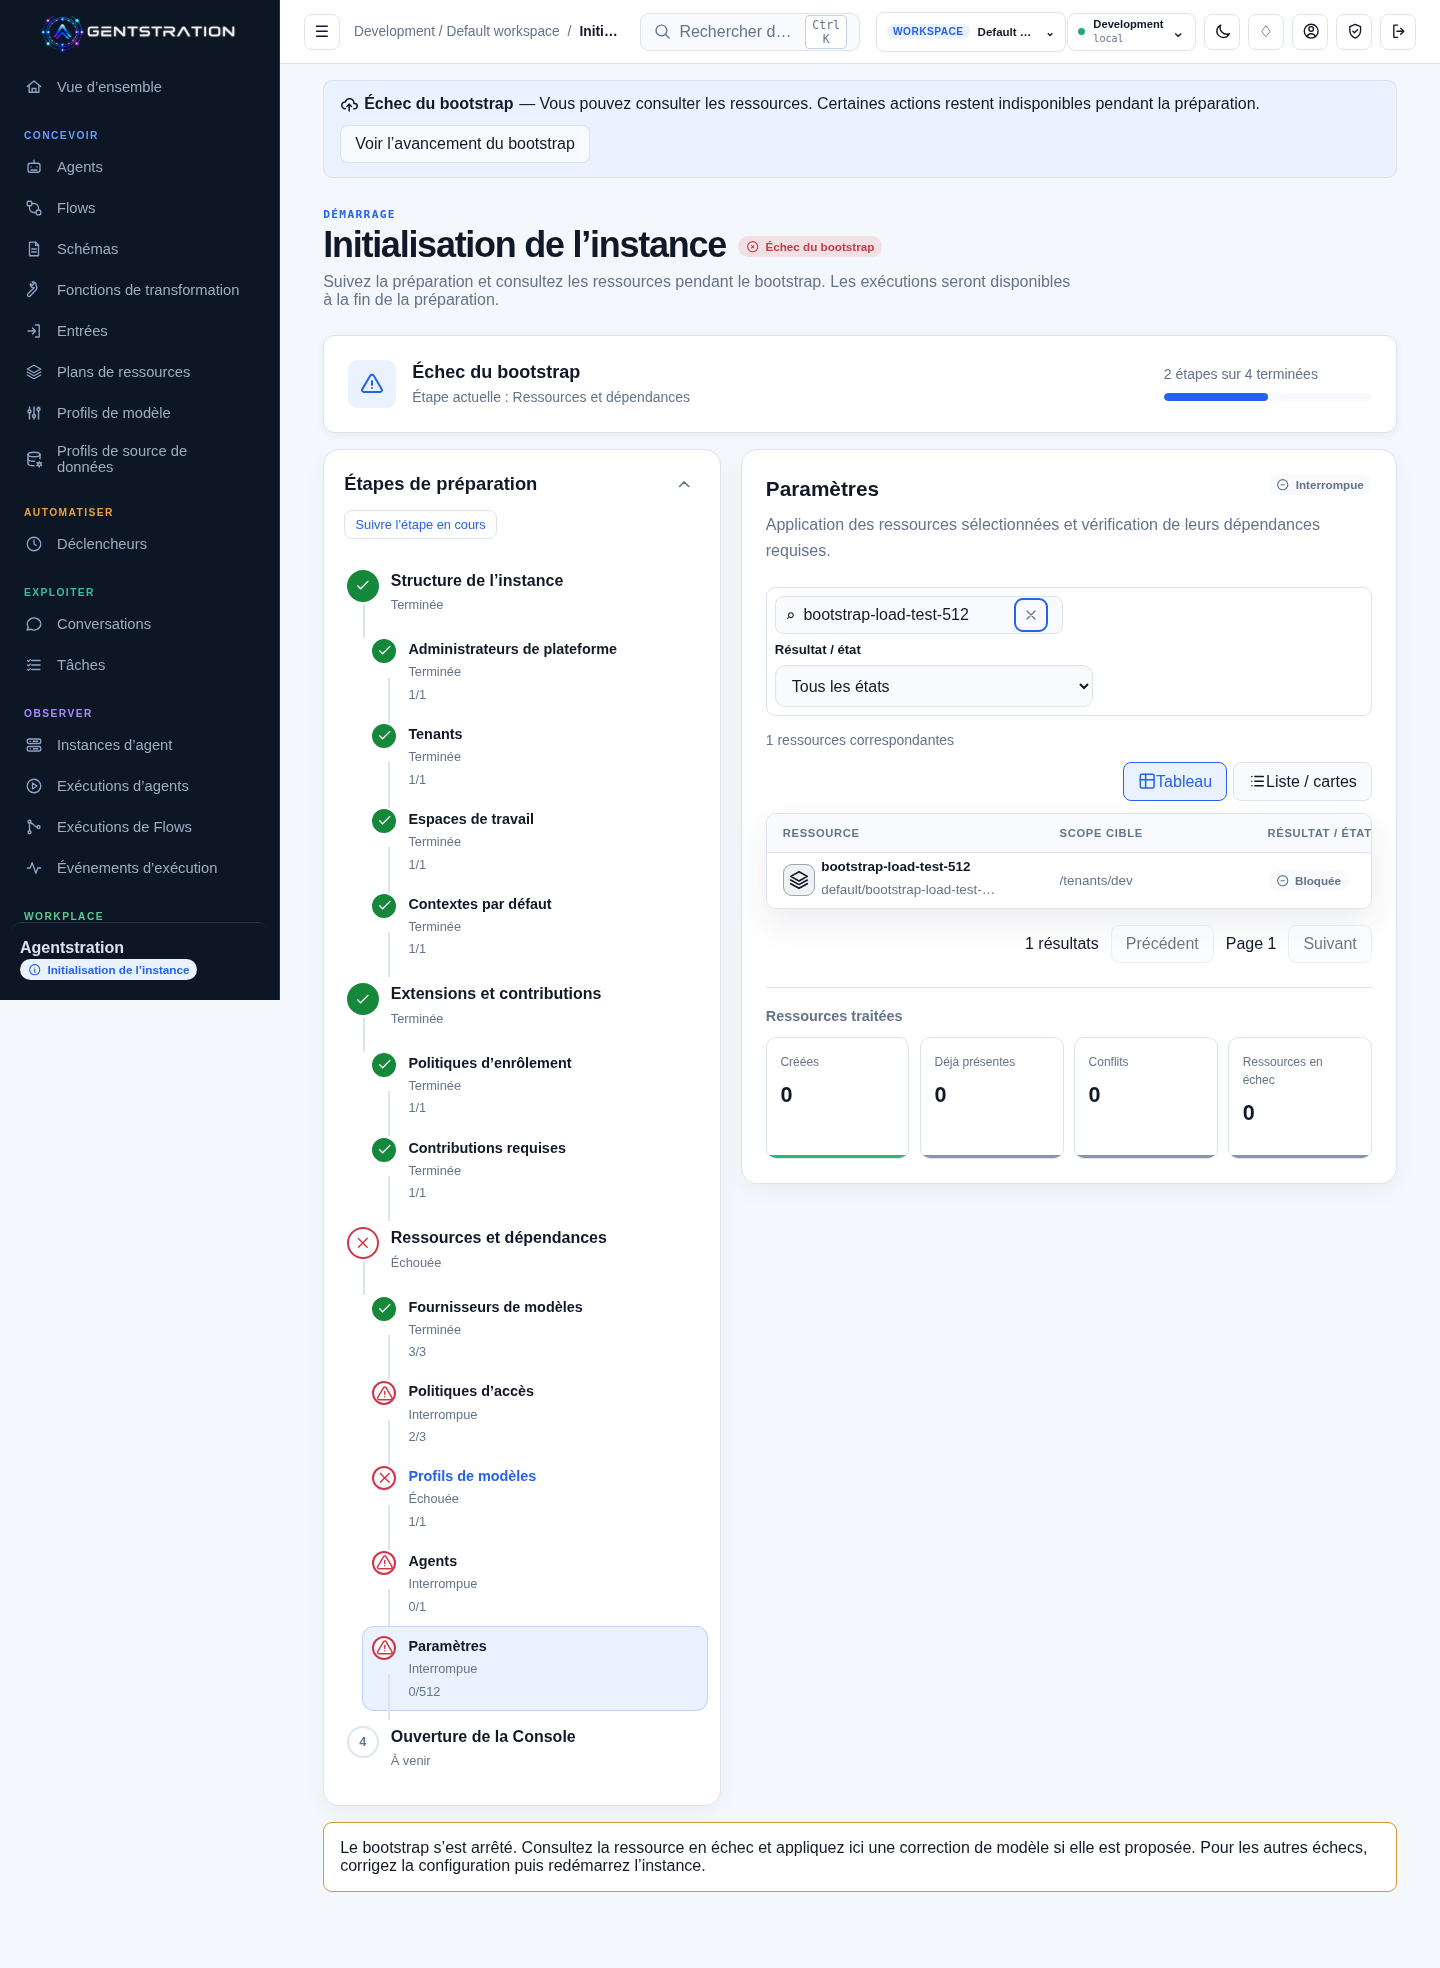 GENTSTRATION
Vue d’ensemble
CONCEVOIR
Agents
Flows
Schémas
Fonctions de transformation
Entrées
Plans de ressources
Profils de modèle
Profils de source de
données
AUTOMATISER
Déclencheurs
EXPLOITER
Conversations
Tâches
OBSERVER
Instances d’agent
Exécutions d’agents
Exécutions de Flows
Événements d’exécution
WORKPLACE
Agentstration
Initialisation de l’instance
Development / Default workspace / Initi…
Rechercher d…
Ctrl
K
WORKSPACE Default …
Development
local
Échec du bootstrap — Vous pouvez consulter les ressources. Certaines actions restent indisponibles pendant la préparation.
Voir l’avancement du bootstrap
DÉMARRAGE
Initialisation de l’instance
Échec du bootstrap
Suivez la préparation et consultez les ressources pendant le bootstrap. Les exécutions seront disponibles
à la fin de la préparation.
Échec du bootstrap
Étape actuelle : Ressources et dépendances
2 étapes sur 4 terminées
Étapes de préparation
Suivre l’étape en cours
Structure de l’instance
Terminée
Administrateurs de plateforme
Terminée
1/1
Tenants
Terminée
1/1
Espaces de travail
Terminée
1/1
Contextes par défaut
Terminée
1/1
Extensions et contributions
Terminée
Politiques d’enrôlement
Terminée
1/1
Contributions requises
Terminée
1/1
Ressources et dépendances
Échouée
Fournisseurs de modèles
Terminée
3/3
Politiques d’accès
Interrompue
2/3
Profils de modèles
Échouée
1/1
Agents
Interrompue
0/1
Paramètres
Interrompue
0/512
4
Ouverture de la Console
À venir
Paramètres
Interrompue
Application des ressources sélectionnées et vérification de leurs dépendances
requises.
bootstrap-load-test-512
Résultat / état
Tous les états
1 ressources correspondantes
Tableau
Liste / cartes
RESSOURCE SCOPE CIBLE RÉSULTAT / ÉTAT
bootstrap-load-test-512
default/bootstrap-load-test-…
/tenants/dev
Bloquée
1 résultats Précédent Page 1 Suivant
Ressources traitées
Créées
0
Déjà présentes
0
Conflits
0
Ressources en
échec
0
Le bootstrap s’est arrêté. Consultez la ressource en échec et appliquez ici une correction de modèle si elle est proposée. Pour les autres échecs,
corrigez la configuration puis redémarrez l’instance.